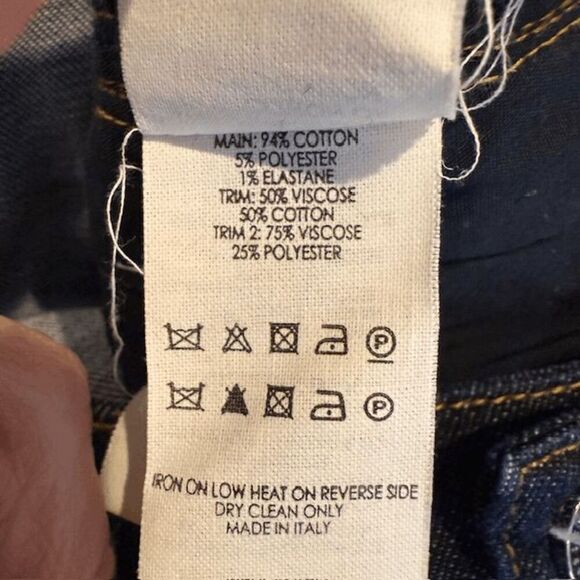 MAIN: 94% COTTON
5% POLYESTER
1% ELASTANE
TRIM: 50% VISCOSE
50% COTTON
TRIM 2: 75% VISCOSE
25% POLYESTER
P
P
IRON ON LOW HEAT ON REVERSE SIDE
DRY CLEAN ONLY
MADE IN ITALY